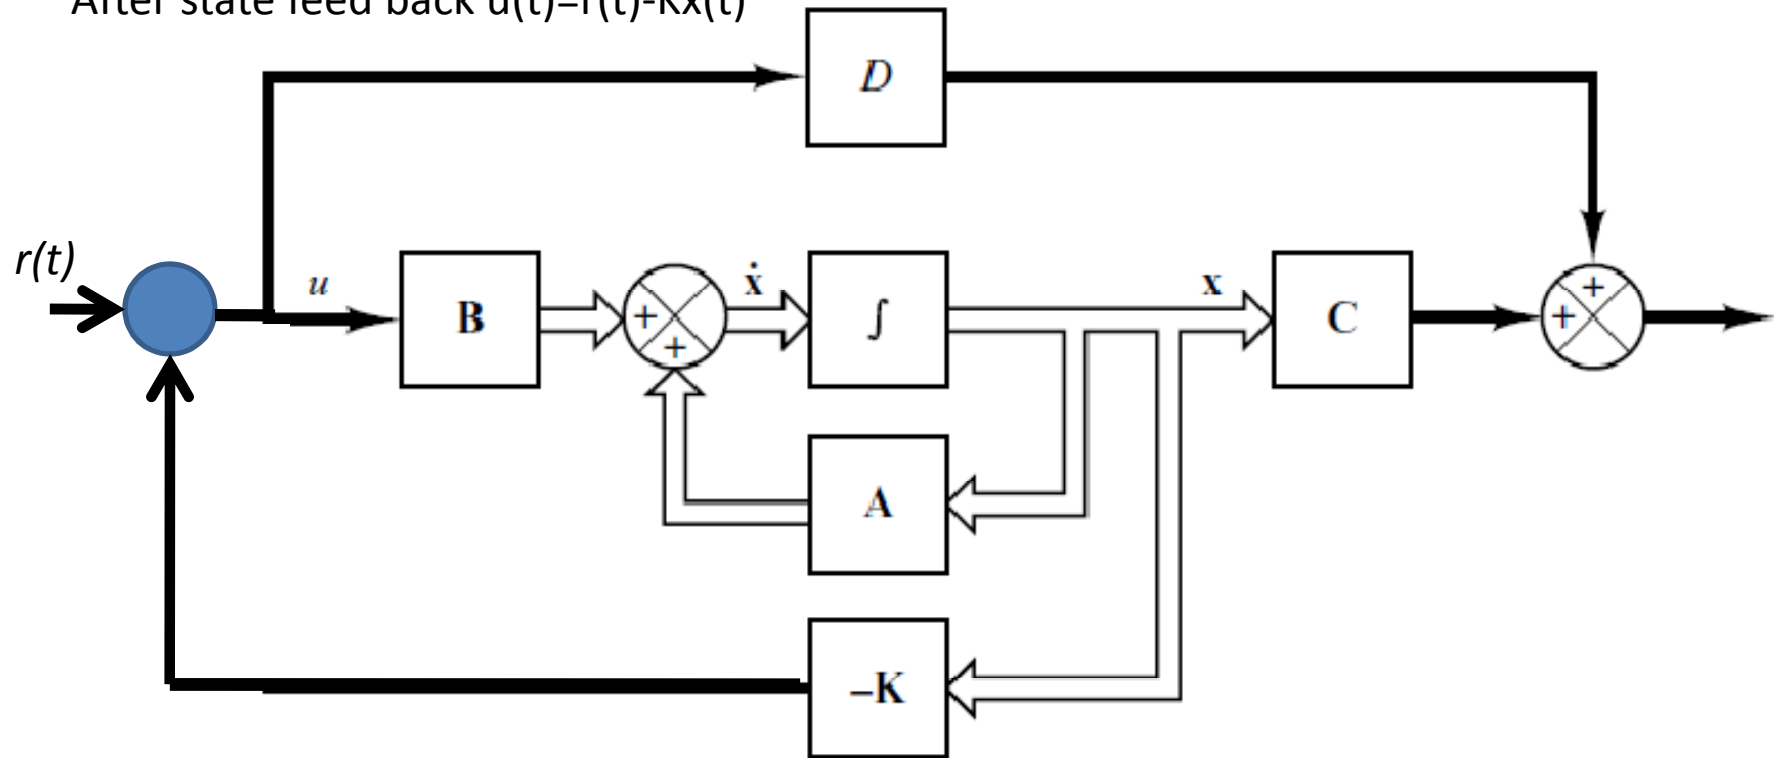 After state feed back u(t)=r(t)-Kx(t)
D
r(t)
u
B
+
+
ẋ
∫
x
C
+
+
A
–K